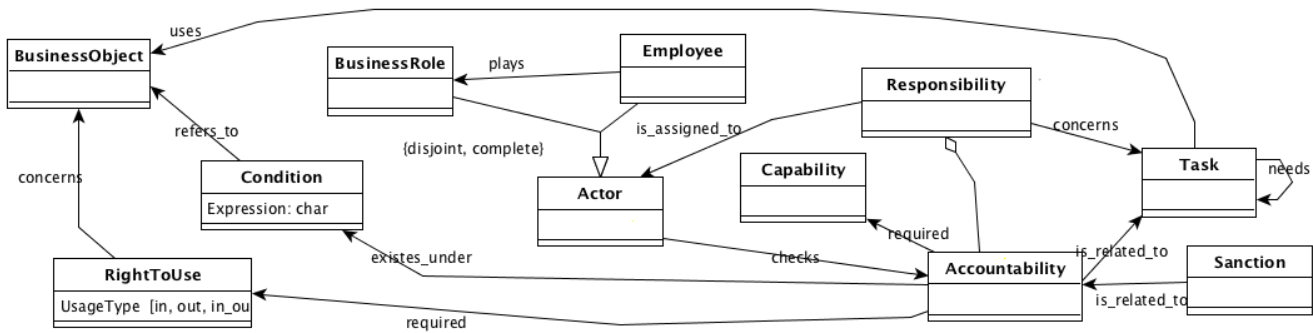 uses
BusinessObject
BusinessRole
plays
Employee
Responsibility
refers_to
{disjoint, complete}
is_assigned_to
concerns
concerns
Condition
Expression: char
Actor
Capability
Task
needs
required
existes_under
checks
is_related_to
RightToUse
UsageType [in, out, in_ou
Accountability
Sanction
is_related_to
required